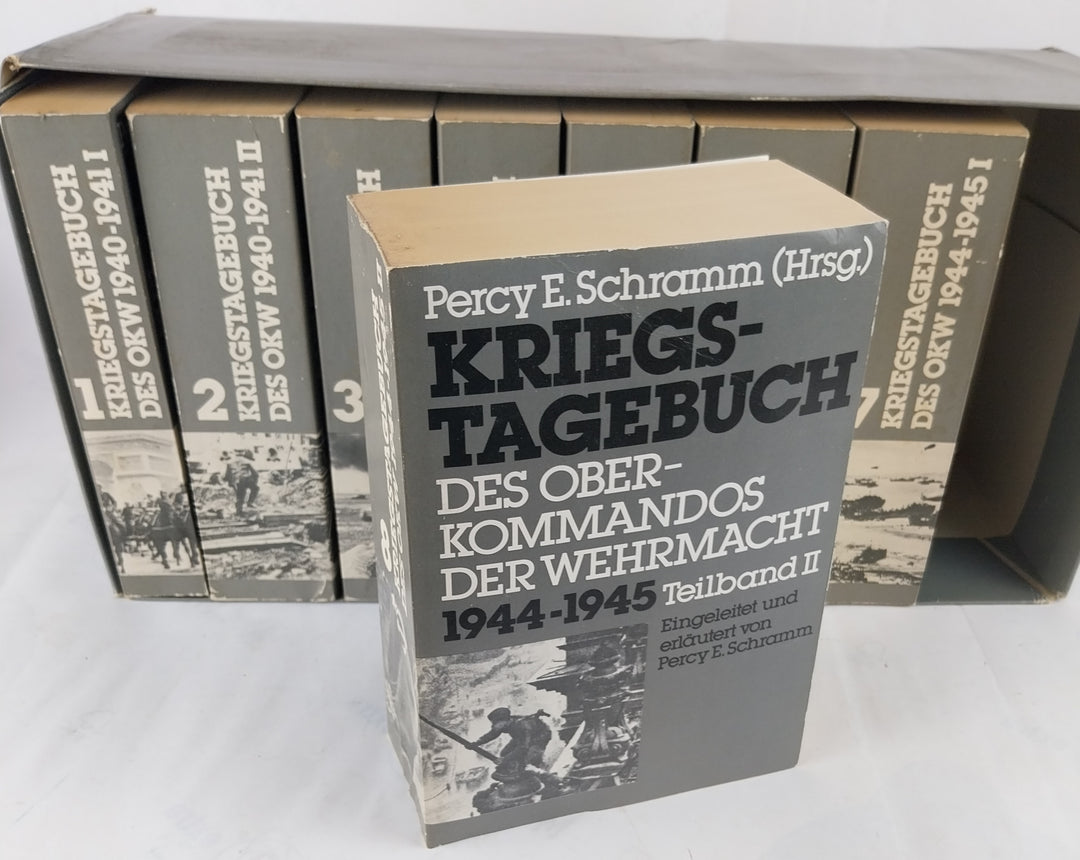 1
KRIEGSTAGEBUCH
DES OKW 1940-1941 I
2
KRIEGSTAGEBUCH
DES OKW 1940-1941 II
3
H
7
KRIEGSTAGEBUCH
DES OKW 1944-1945 I
8
Percy E. Schramm (Hrsg.)
KRIEGS-
TAGEBUCH
DES OBER-
KOMMANDOS
DER WEHRMACHT
1944-1945 Teilband II
Eingeleitet und
erläutert von
Percy E. Schramm